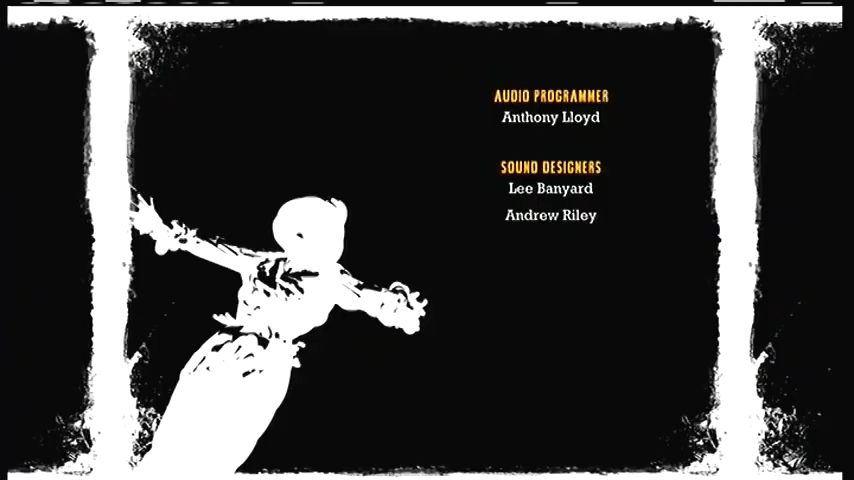 AUDIO PROGRAMMER
Anthony Lloyd
SOUND DESIGNERS
Lee Banyard
Andrew Riley